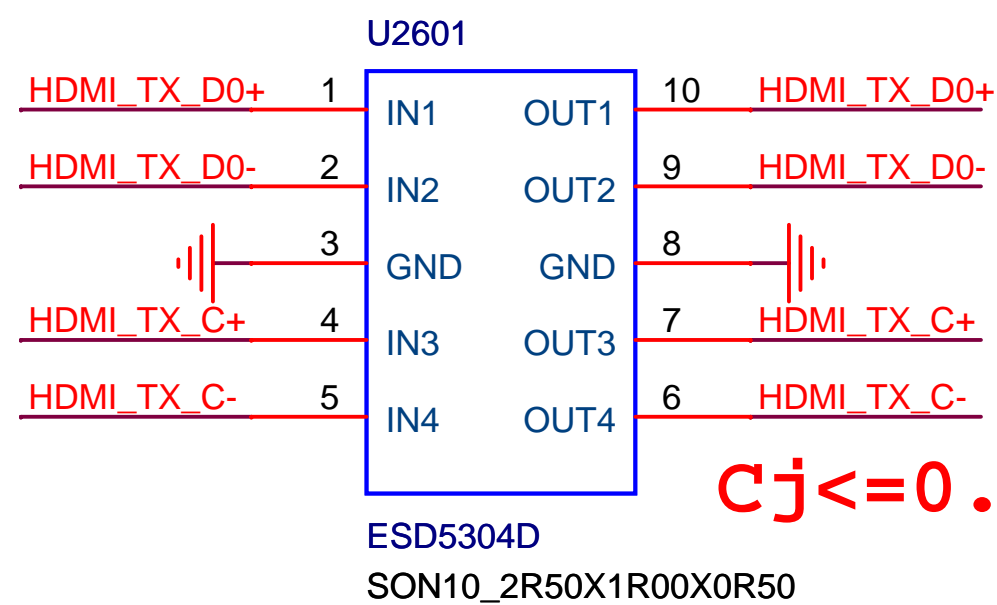 U2601
HDMI_TX_D0+ 1 IN1 OUT1 10 HDMI_TX_D0+
HDMI_TX_D0- 2 IN2 OUT2 9 HDMI_TX_D0-
3 GND GND 8
HDMI_TX_C+ 4 IN3 OUT3 7 HDMI_TX_C+
HDMI_TX_C- 5 IN4 OUT4 6 HDMI_TX_C-
Cj<=0.
ESD5304D
SON10_2R50X1R00X0R50